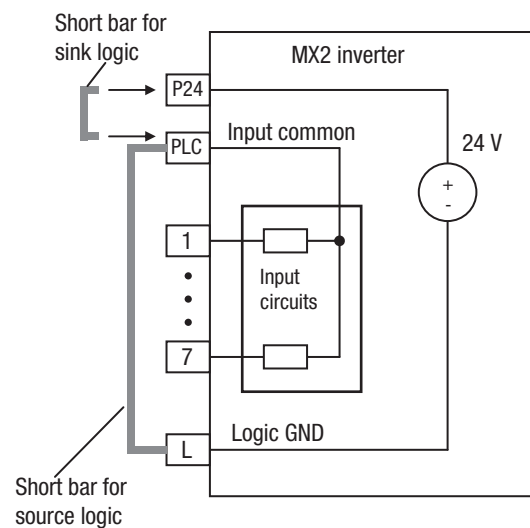 Short bar for
sink logic
MX2 inverter
P24
PLC
Input common
24 V
+
-
1
Input
circuits
7
L
Logic GND
Short bar for
source logic